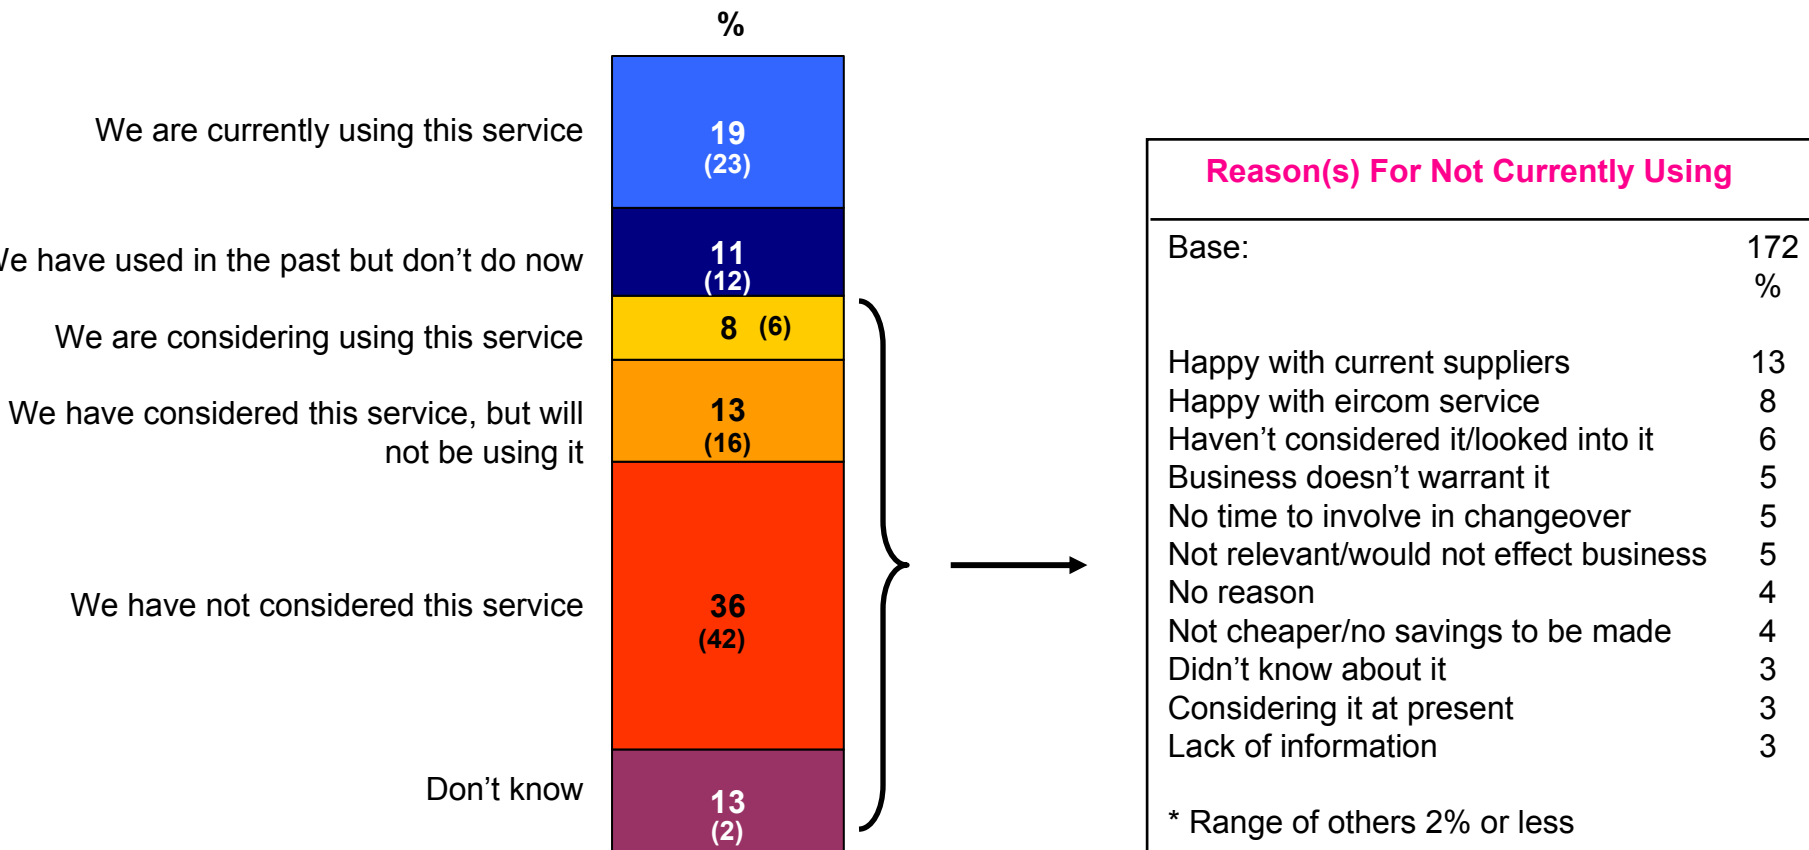 %
We are currently using this service
19
(23)
have used in the past but don't do now
11
(12)
We are considering using this service
8 (6)
We have considered this service, but will
not be using it
13
(16)
We have not considered this service
36
(42)
Don't know
13
(2)
Reason(s) For Not Currently Using
Base: 172
%
Happy with current suppliers 13
Happy with eircom service 8
Haven't considered it/looked into it 6
Business doesn't warrant it 5
No time to involve in changeover 5
Not relevant/would not effect business 5
No reason 4
Not cheaper/no savings to be made 4
Didn't know about it 3
Considering it at present 3
Lack of information 3
* Range of others 2% or less